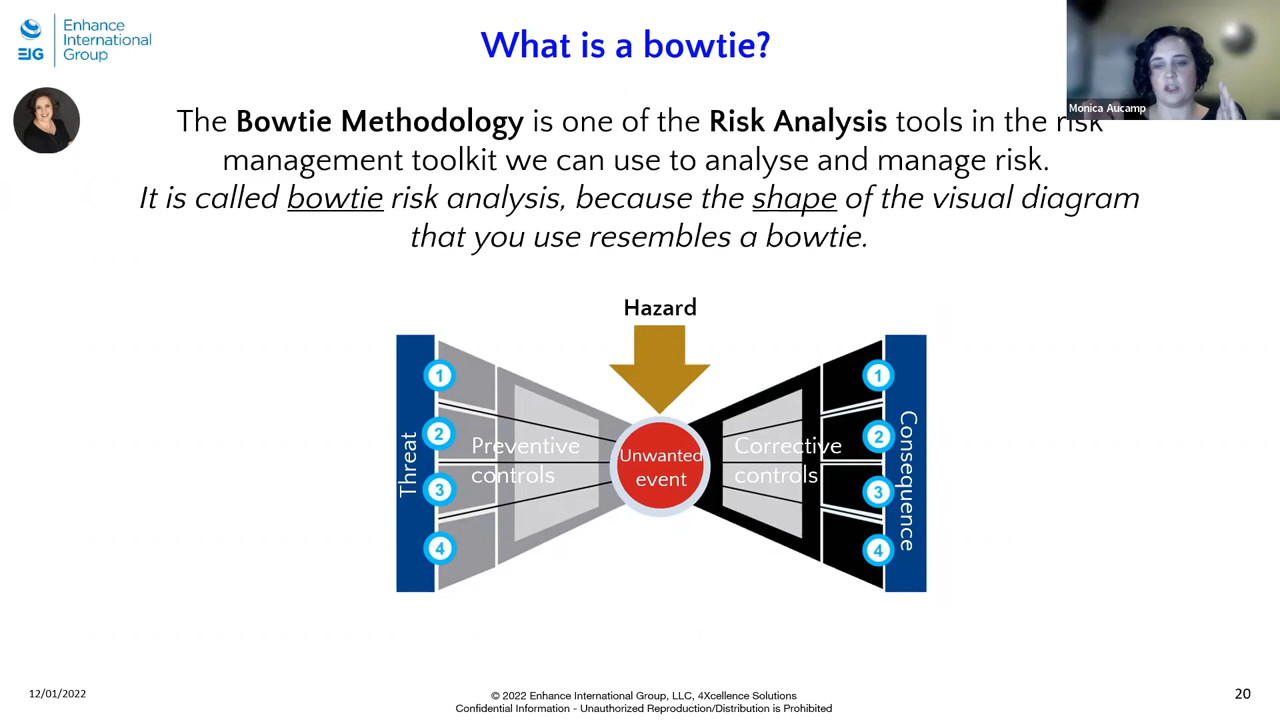 Enhance
International
Group
EIG
What is a bowtie?
Monica Aucamp
The Bowtie Methodology is one of the Risk Analysis tools in the risk
management toolkit we can use to analyse and manage risk.
It is called bowtie risk analysis, because the shape of the visual diagram
that you use resembles a bowtie.
Hazard
Threat
1
2
3
4
Preventive
controls
Unwanted
event
Corrective
controls
1
2
3
4
Consequence
12/01/2022
© 2022 Enhance International Group, LLC, 4Xcellence Solutions
Confidential Information - Unauthorized Reproduction/Distribution is Prohibited
20